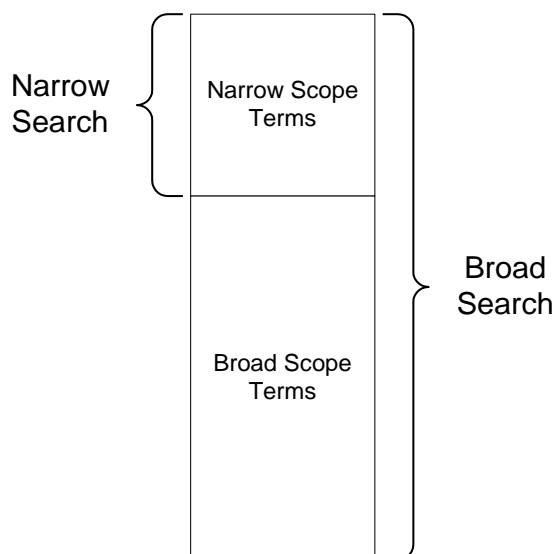 Narrow
Search
Narrow Scope
Terms
Broad
Search
Broad Scope
Terms